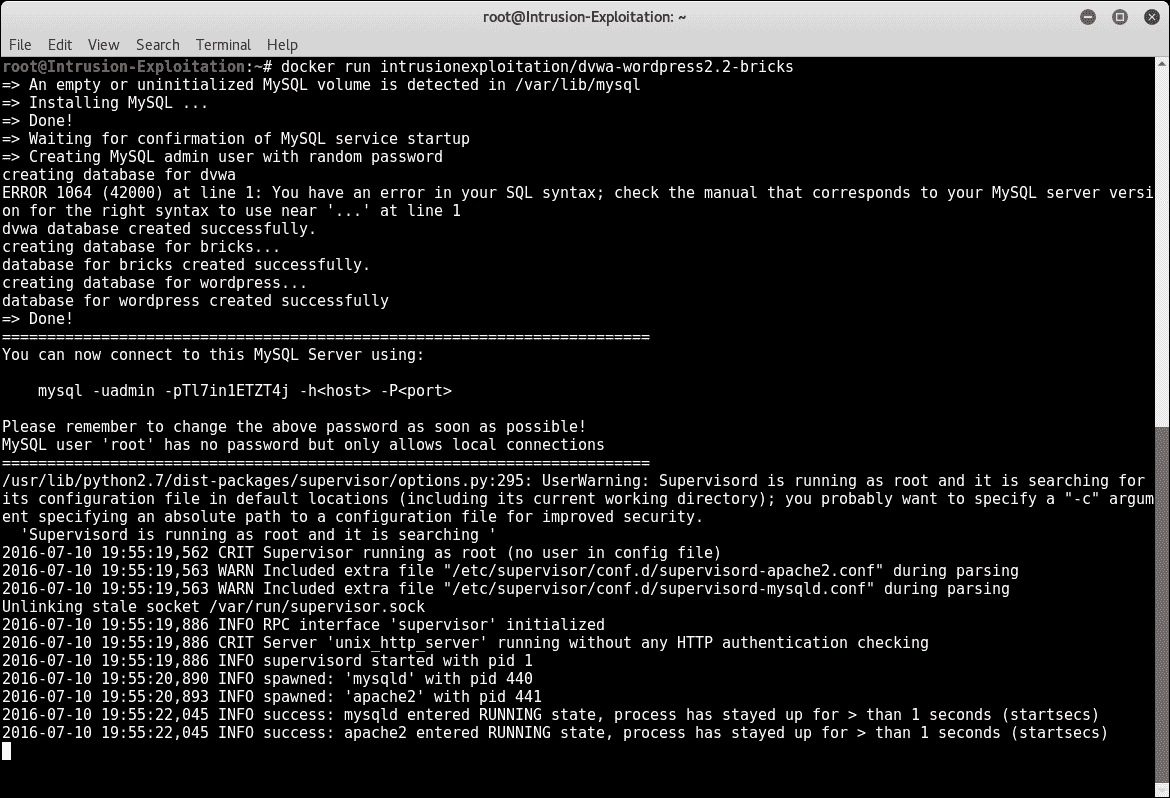 root@Intrusion-Exploitation: ~
File Edit View Search Terminal Help
root@Intrusion-Exploitation:~# docker run intrusionexploitation/dvwa-wordpress2.2-bricks
=> An empty or uninitialized MySQL volume is detected in /var/lib/mysql
=> Installing MySQL ...
=> Done!
=> Waiting for confirmation of MySQL service startup
=> Creating MySQL admin user with random password
creating database for dvwa
ERROR 1064 (42000) at line 1: You have an error in your SQL syntax; check the manual that corresponds to your MySQL server versi
on for the right syntax to use near '...' at line 1
dvwa database created successfully.
creating database for bricks...
database for bricks created successfully.
creating database for wordpress...
database for wordpress created successfully
=> Done!
========================================================================
You can now connect to this MySQL Server using:
mysql -uadmin -pTl7in1ETZT4j -h<host> -P<port>
Please remember to change the above password as soon as possible!
MySQL user 'root' has no password but only allows local connections
========================================================================
/usr/lib/python2.7/dist-packages/supervisor/options.py:295: UserWarning: Supervisord is running as root and it is searching for
its configuration file in default locations (including its current working directory); you probably want to specify a "-c" argum
ent specifying an absolute path to a configuration file for improved security.
'Supervisord is running as root and it is searching '
2016-07-10 19:55:19,562 CRIT Supervisor running as root (no user in config file)
2016-07-10 19:55:19,563 WARN Included extra file "/etc/supervisor/conf.d/supervisord-apache2.conf" during parsing
2016-07-10 19:55:19,563 WARN Included extra file "/etc/supervisor/conf.d/supervisord-mysqld.conf" during parsing
Unlinking stale socket /var/run/supervisor.sock
2016-07-10 19:55:19,886 INFO RPC interface 'supervisor' initialized
2016-07-10 19:55:19,886 CRIT Server 'unix_http_server' running without any HTTP authentication checking
2016-07-10 19:55:19,886 INFO supervisord started with pid 1
2016-07-10 19:55:20,890 INFO spawned: 'mysqld' with pid 440
2016-07-10 19:55:20,893 INFO spawned: 'apache2' with pid 441
2016-07-10 19:55:22,045 INFO success: mysqld entered RUNNING state, process has stayed up for > than 1 seconds (startsecs)
2016-07-10 19:55:22,045 INFO success: apache2 entered RUNNING state, process has stayed up for > than 1 seconds (startsecs)